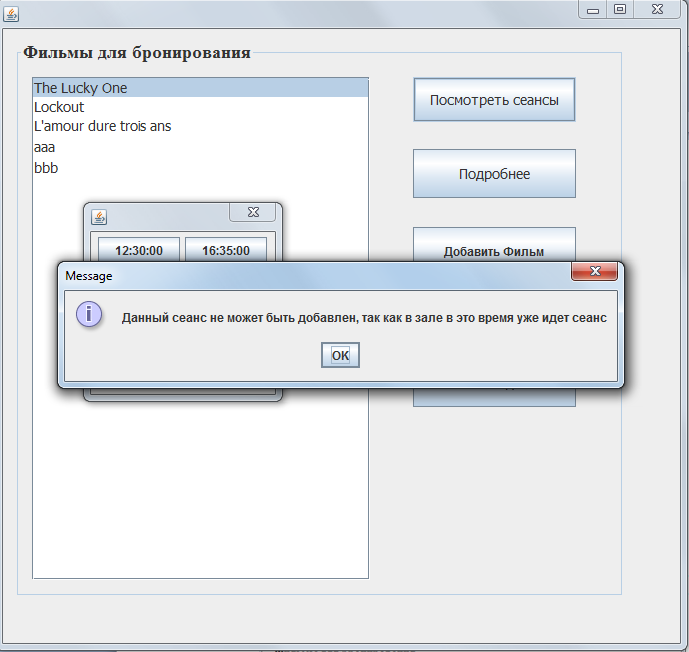 Фильмы для бронирования
The Lucky One
Lockout
L'amour dure trois ans
aaa
bbb
Посмотреть сеансы
Подробнее
Добавить Фильм
12:30:00
16:35:00
Message
Данный сеанс не может быть добавлен, так как в зале в это время уже идет сеанс
OK